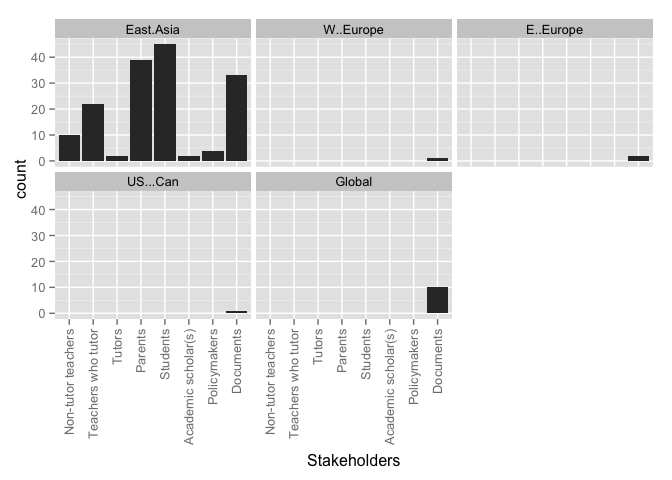 East.Asia
W..Europe
E..Europe
40
30
20
10
0
count
US...Can
Global
40
30
20
10
0
Non-tutor teachers
Teachers who tutor
Tutors
Parents
Students
Academic scholar(s)
Policymakers
Documents
Non-tutor teachers
Teachers who tutor
Tutors
Parents
Students
Academic scholar(s)
Policymakers
Documents
Stakeholders